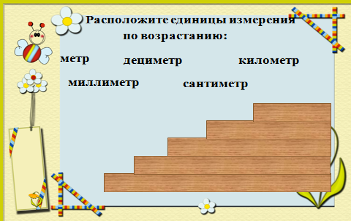 Расположите единицы измерения
по возрастанию:
метр дециметр километр
миллиметр сантиметр